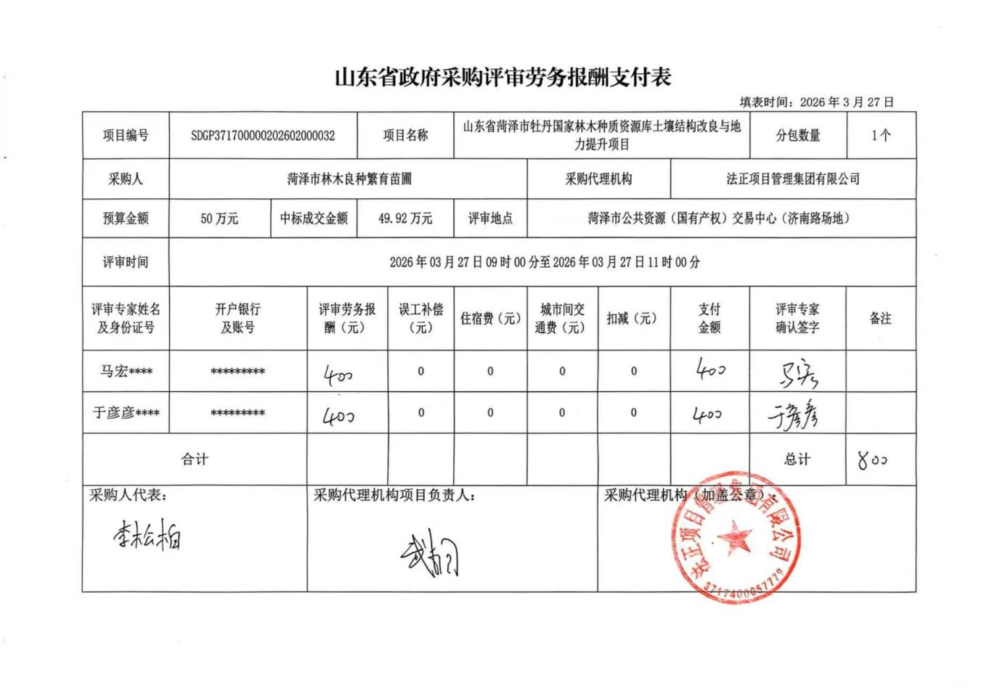 山东省政府采购评审劳务报酬支付表
填表时间：2026 年 3 月 27 日
项目编号 SDGP371700000202602000032 项目名称 山东省菏泽市牡丹国家林木种质资源库土壤结构改良与地
力提升项目 分包数量 1 个
采购人 菏泽市林木良种繁育苗圃 采购代理机构 法正项目管理集团有限公司
预算金额 50 万元 中标成交金额 49.92 万元 评审地点 菏泽市公共资源（国有产权）交易中心（济南路场地）
评审时间 2026 年 03 月 27 日 09 时 00 分至 2026 年 03 月 27 日 11 时 00 分
评审专家姓名
及身份证号
开户银行
及账号
评审劳务报
酬（元）
误工补偿
（元）
住宿费（元）
城市间交
通费（元）
扣减（元）
支付
金额
评审专家
确认签字
备注
马宏**** ********* 400 0 0 0 0 400 马宏
于彦彦**** ********* 400 0 0 0 0 400 于彦彦
合计 总计 800
采购人代表：
李松柏
采购代理机构项目负责人：
采购代理机构（加盖公章）：
法正项目管理集团有限公司
3717400057779